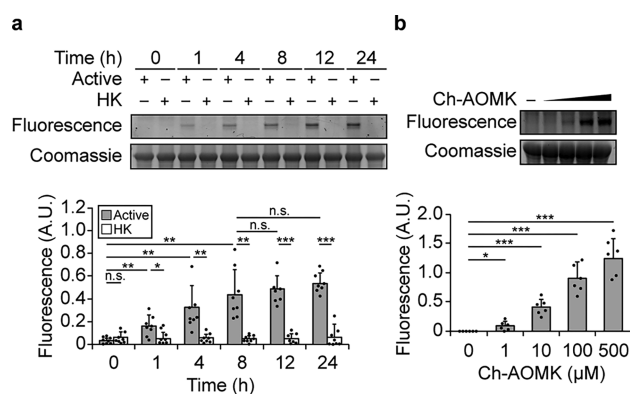 a
Time (h) 0 1 4 8 12 24
Active + – + – + – + – + – + –
HK – + – + – + – + – + – +
Fluorescence
Coomassie
Fluorescence (A.U.)
1.2
1.0
0.8
0.6
0.4
0.2
0
Active
HK
n.s.
n.s.
**
**
**
n.s.
**
*
**
**
***
***
0 1 4 8 12 24
Time (h)
b
Ch-AOMK –
Fluorescence
Coomassie
Fluorescence (A.U.)
2.0
1.5
1.0
0.5
0
***
***
***
*
0 1 10 100 500
Ch-AOMK (µM)